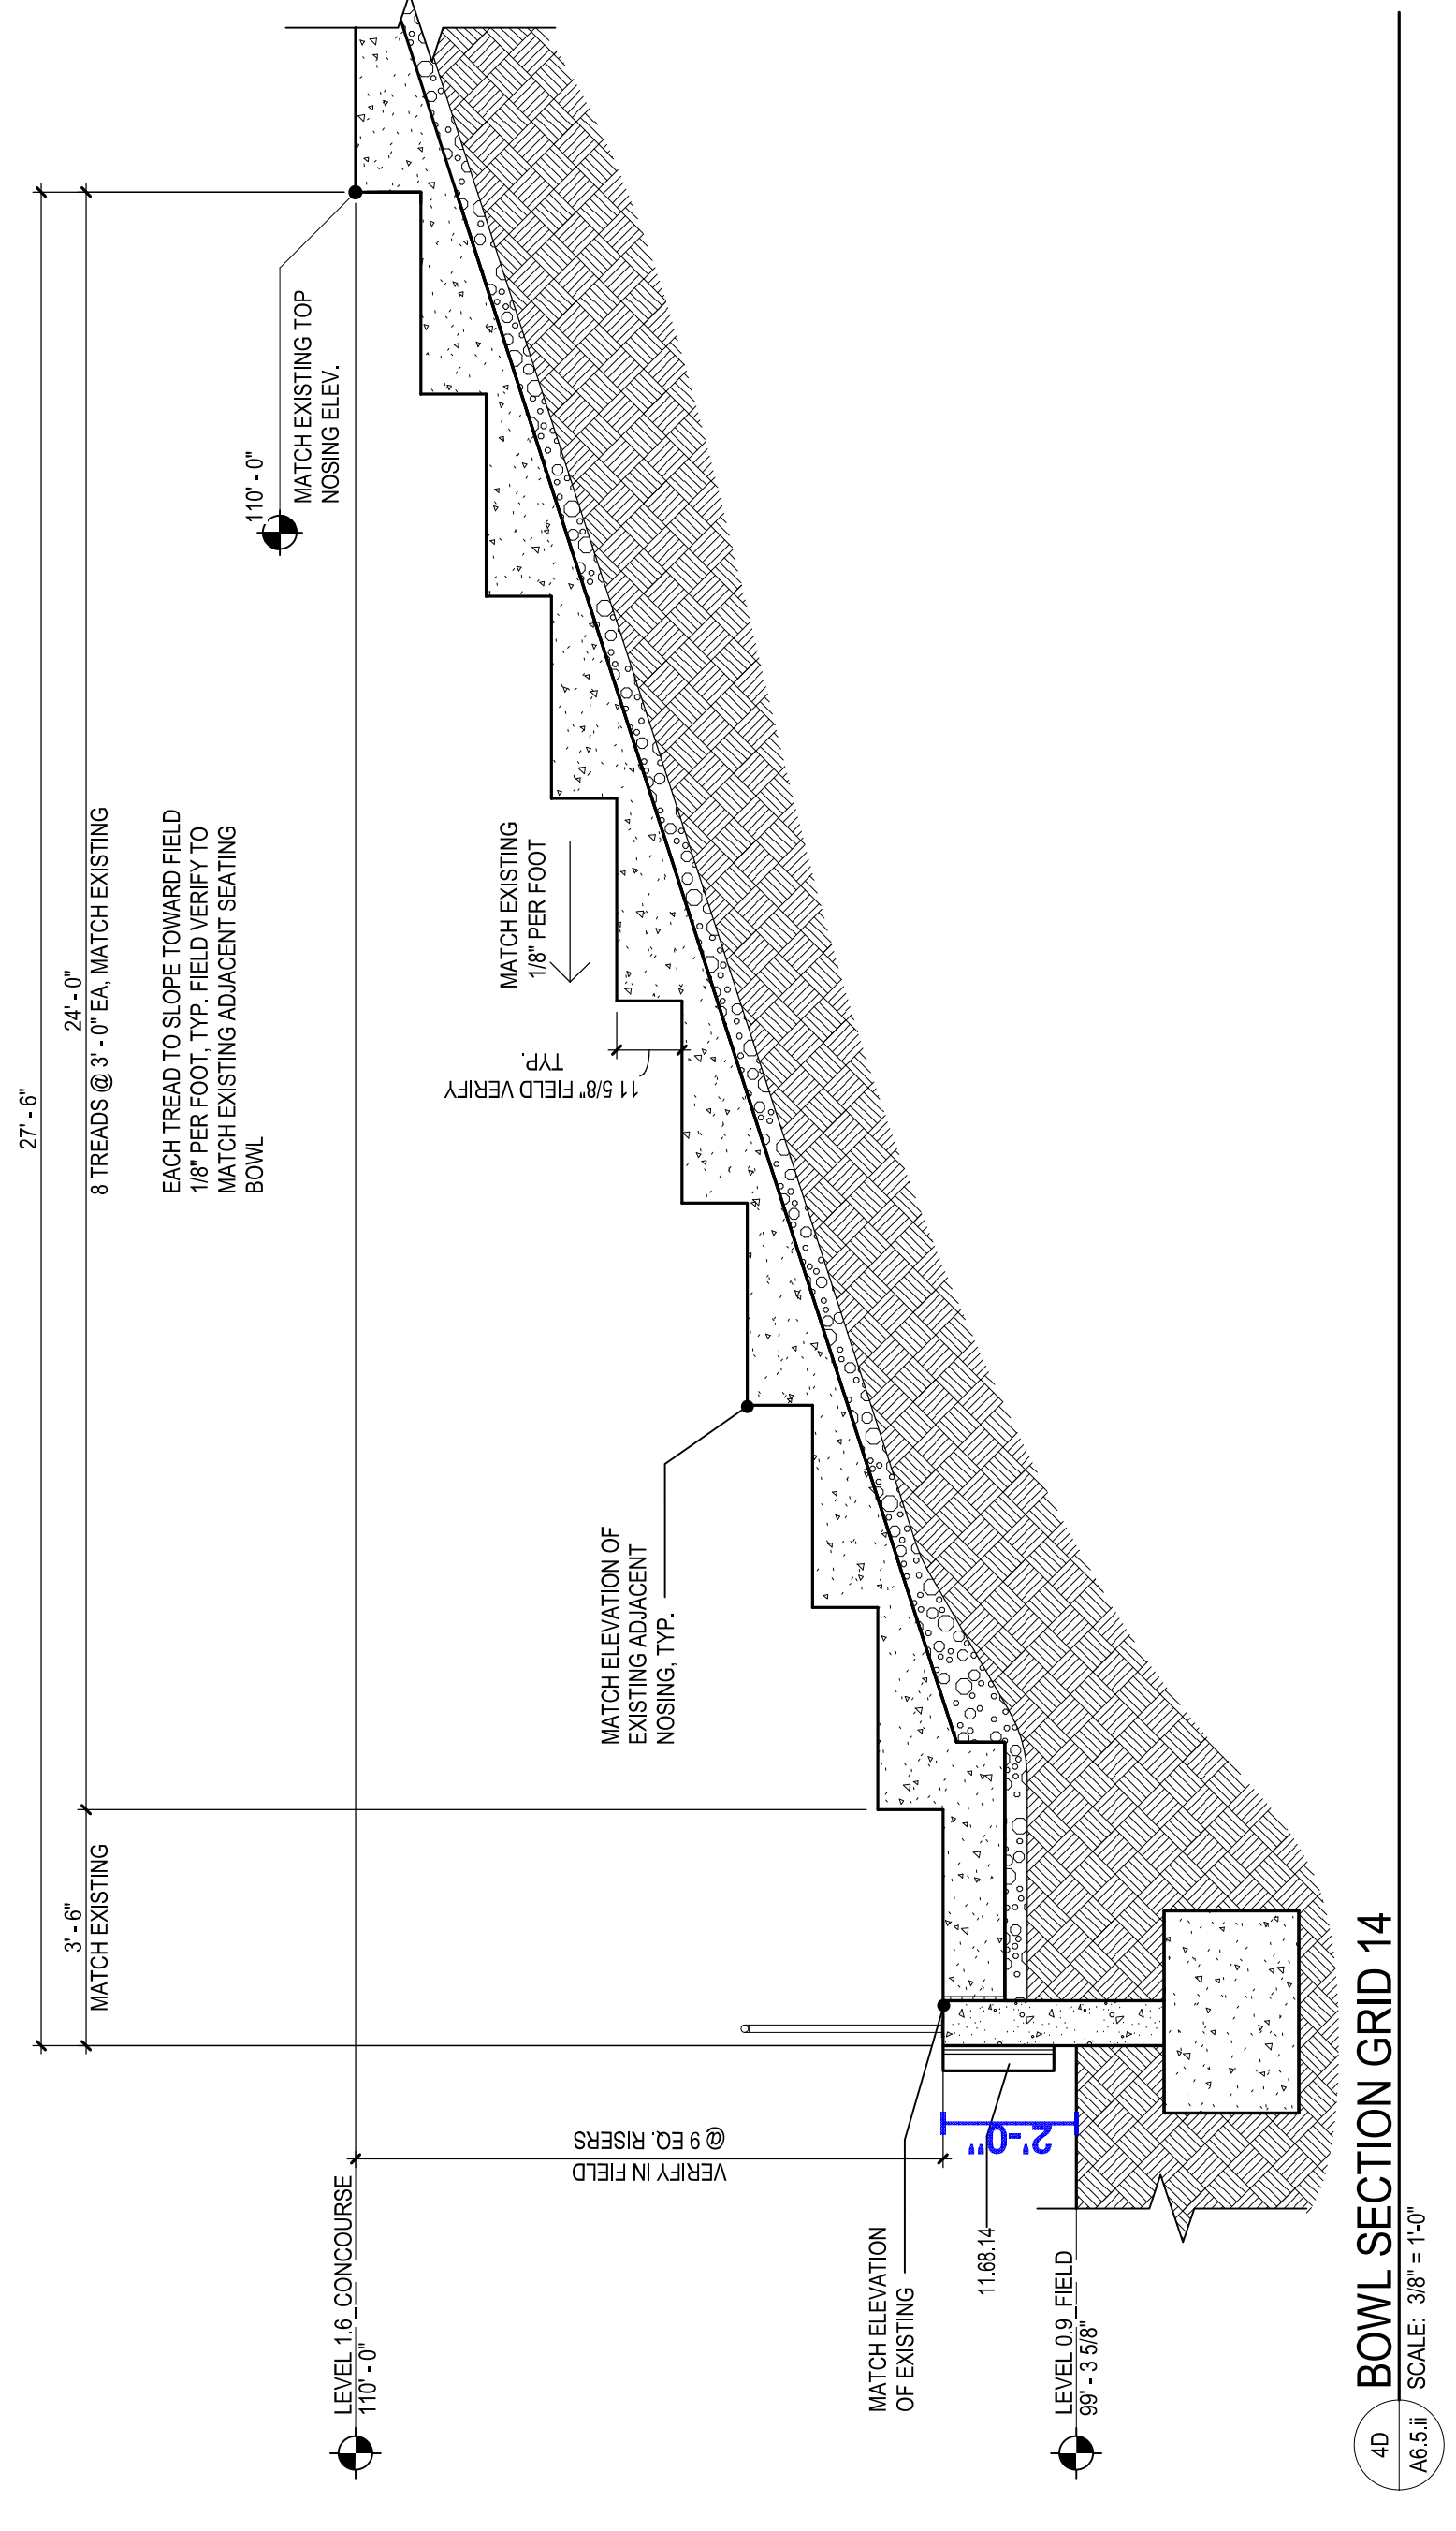 27' - 6"
3' - 6"
MATCH EXISTING
24' - 0"
8 TREADS @ 3' - 0" EA, MATCH EXISTING
EACH TREAD TO SLOPE TOWARD FIELD
1/8" PER FOOT, TYP. FIELD VERIFY TO
MATCH EXISTING ADJACENT SEATING
BOWL
110' - 0"
MATCH EXISTING TOP
NOSING ELEV.
LEVEL 1.6_CONCOURSE
110' - 0"
MATCH EXISTING
1/8" PER FOOT
11 5/8" FIELD VERIFY
TYP.
VERIFY IN FIELD
@ 9 EQ. RISERS
MATCH ELEVATION OF
EXISTING ADJACENT
NOSING, TYP.
MATCH ELEVATION
OF EXISTING
2'-0"
11.68.14
LEVEL 0.9_FIELD
99' - 3 5/8"
4D
A6.5.ii
BOWL SECTION GRID 14
SCALE: 3/8" = 1'-0"